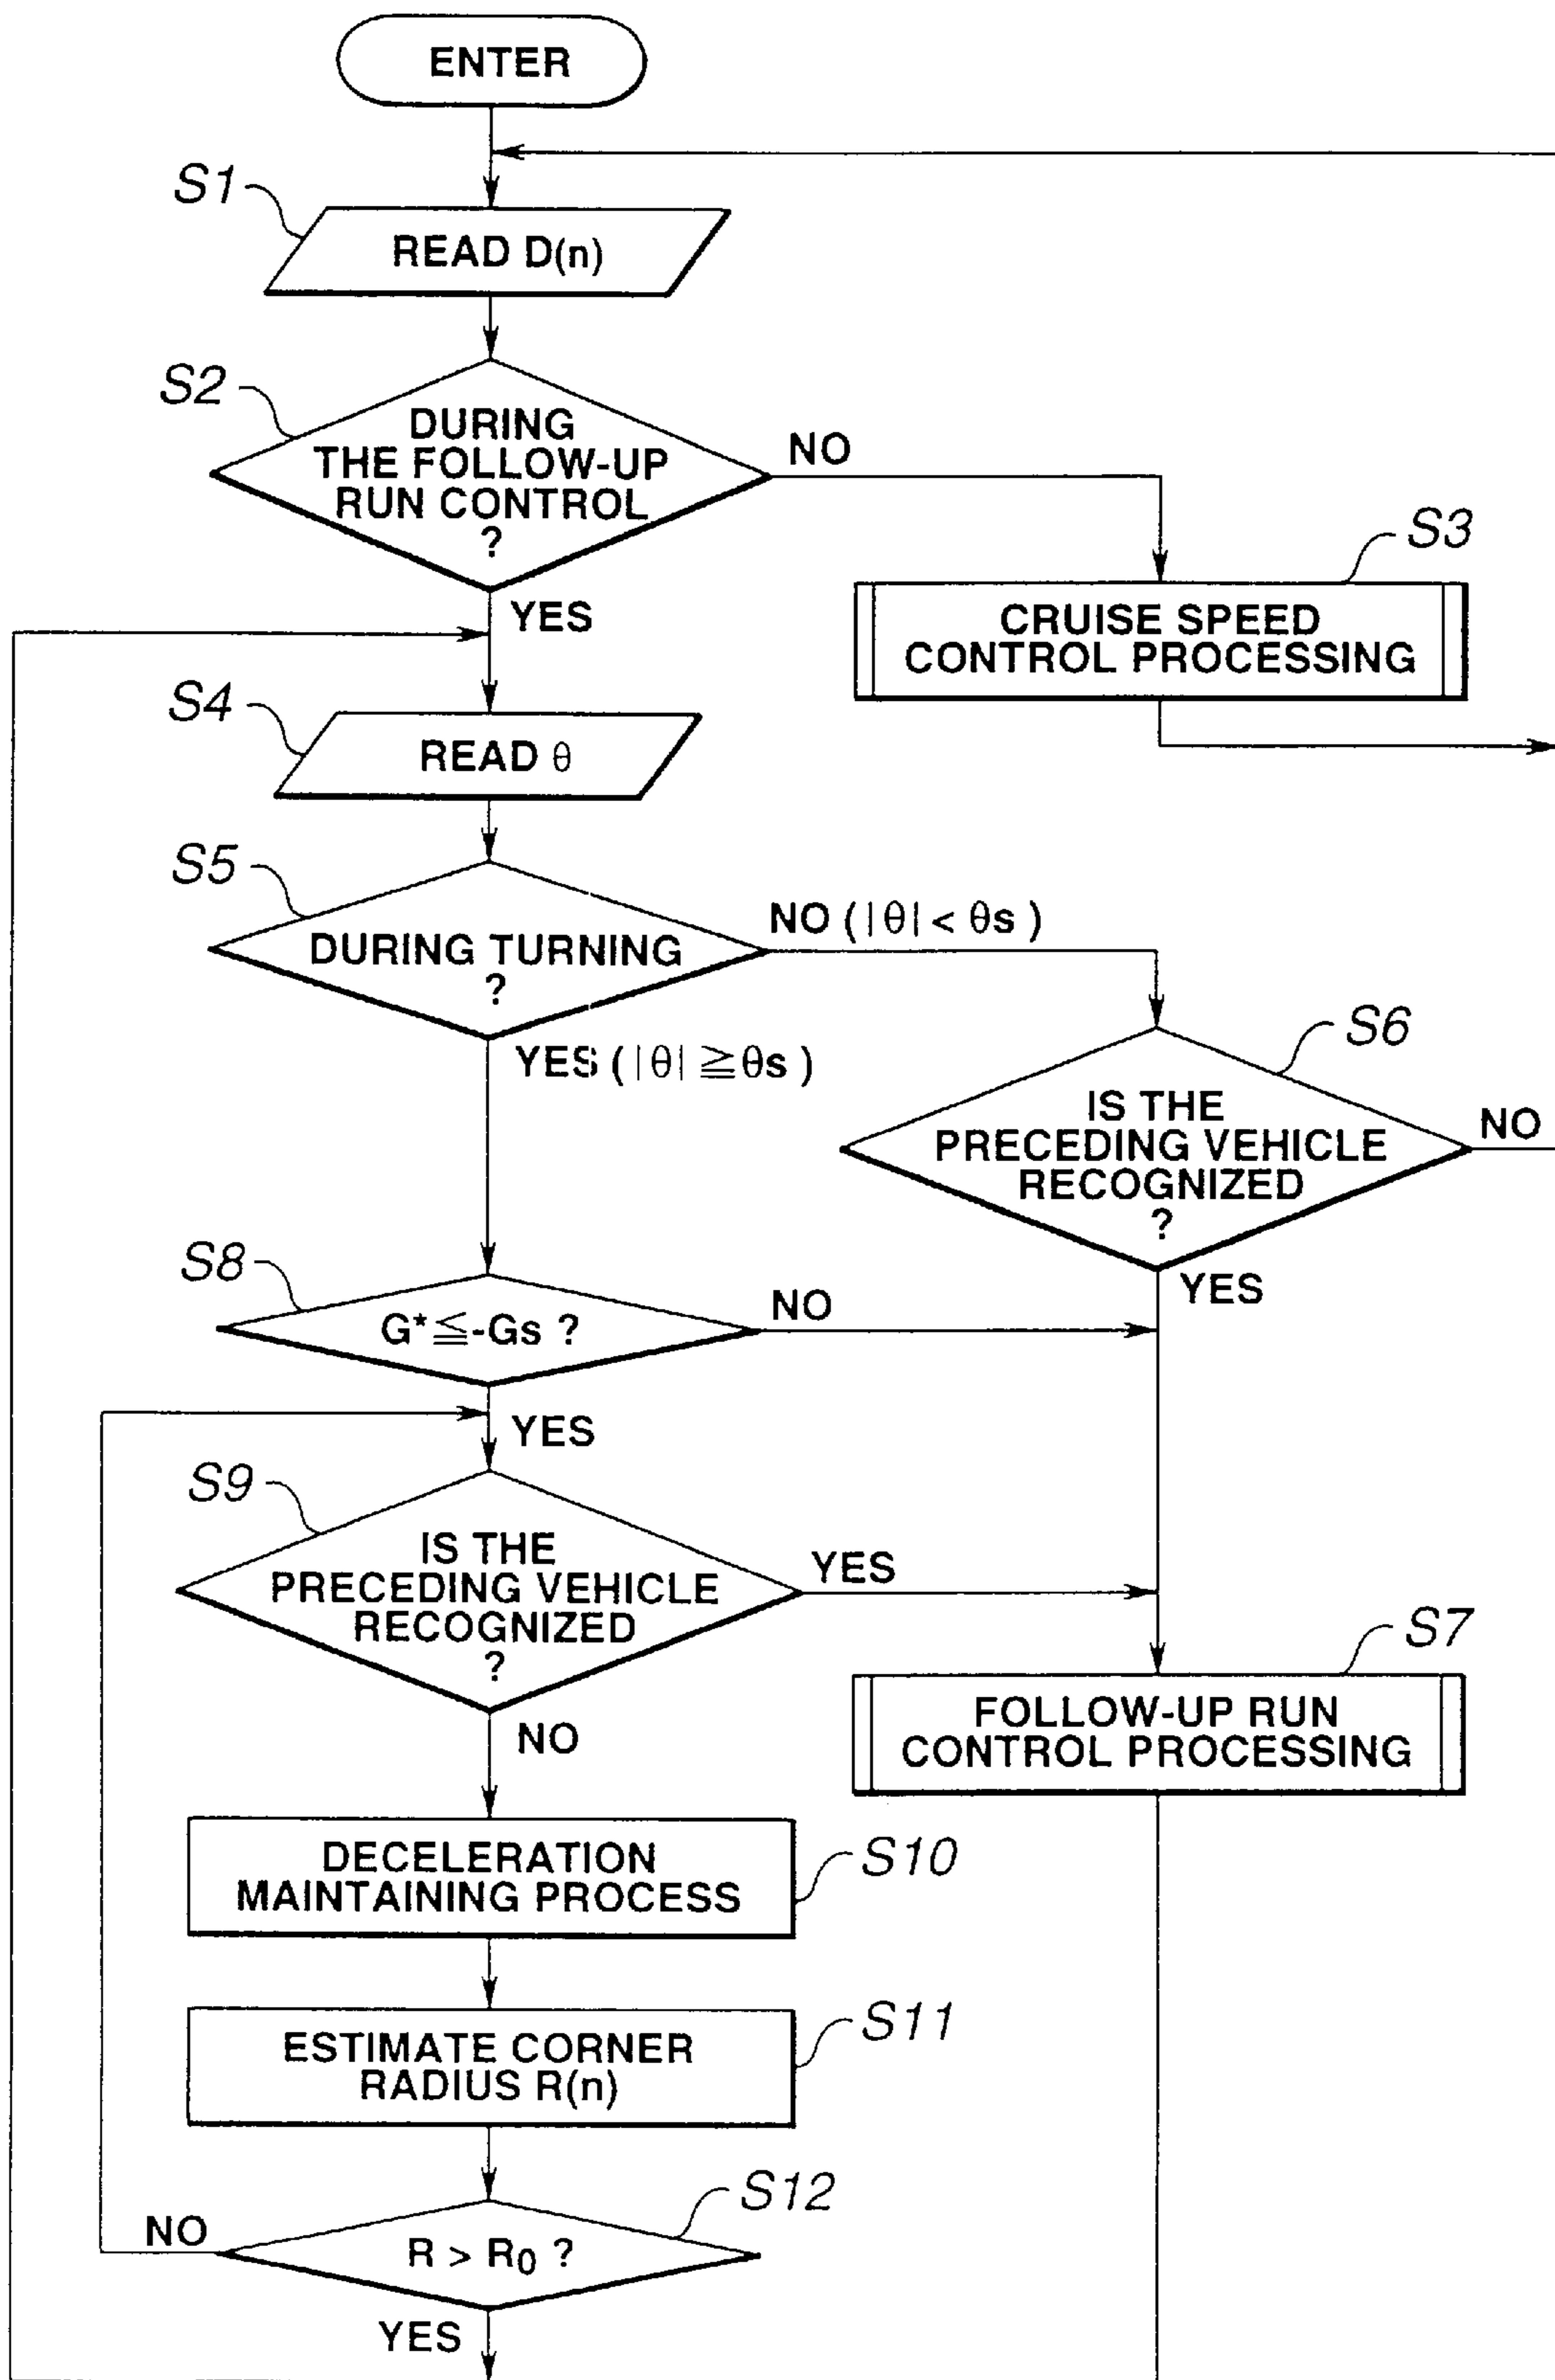 ENTER
S1
READ D(n)
S2
DURING
THE FOLLOW-UP
RUN CONTROL
?
NO
YES
S3
CRUISE SPEED
CONTROL PROCESSING
S4
READ θ
S5
DURING TURNING
?
NO (|θ| < θs)
YES (|θ| ≧ θs)
S6
IS THE
PRECEDING VEHICLE
RECOGNIZED
?
NO
YES
S8
G* ≦ -Gs ?
NO
YES
S9
IS THE
PRECEDING VEHICLE
RECOGNIZED
?
YES
NO
S7
FOLLOW-UP RUN
CONTROL PROCESSING
S10
DECELERATION
MAINTAINING PROCESS
S11
ESTIMATE CORNER
RADIUS R(n)
S12
R > R0 ?
NO
YES